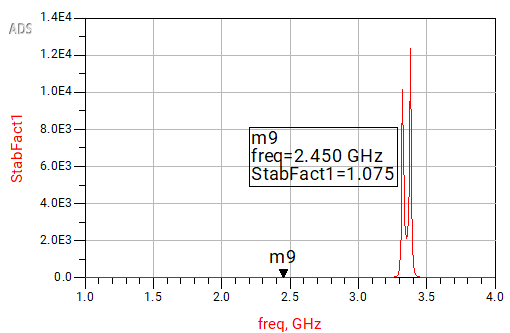 ADS
1.4E4
1.2E4
1.0E4
8.0E3
6.0E3
4.0E3
2.0E3
0.0
StabFact1
m9
freq=2.450 GHz
StabFact1=1.075
m9
1.0 1.5 2.0 2.5 3.0 3.5 4.0
freq, GHz